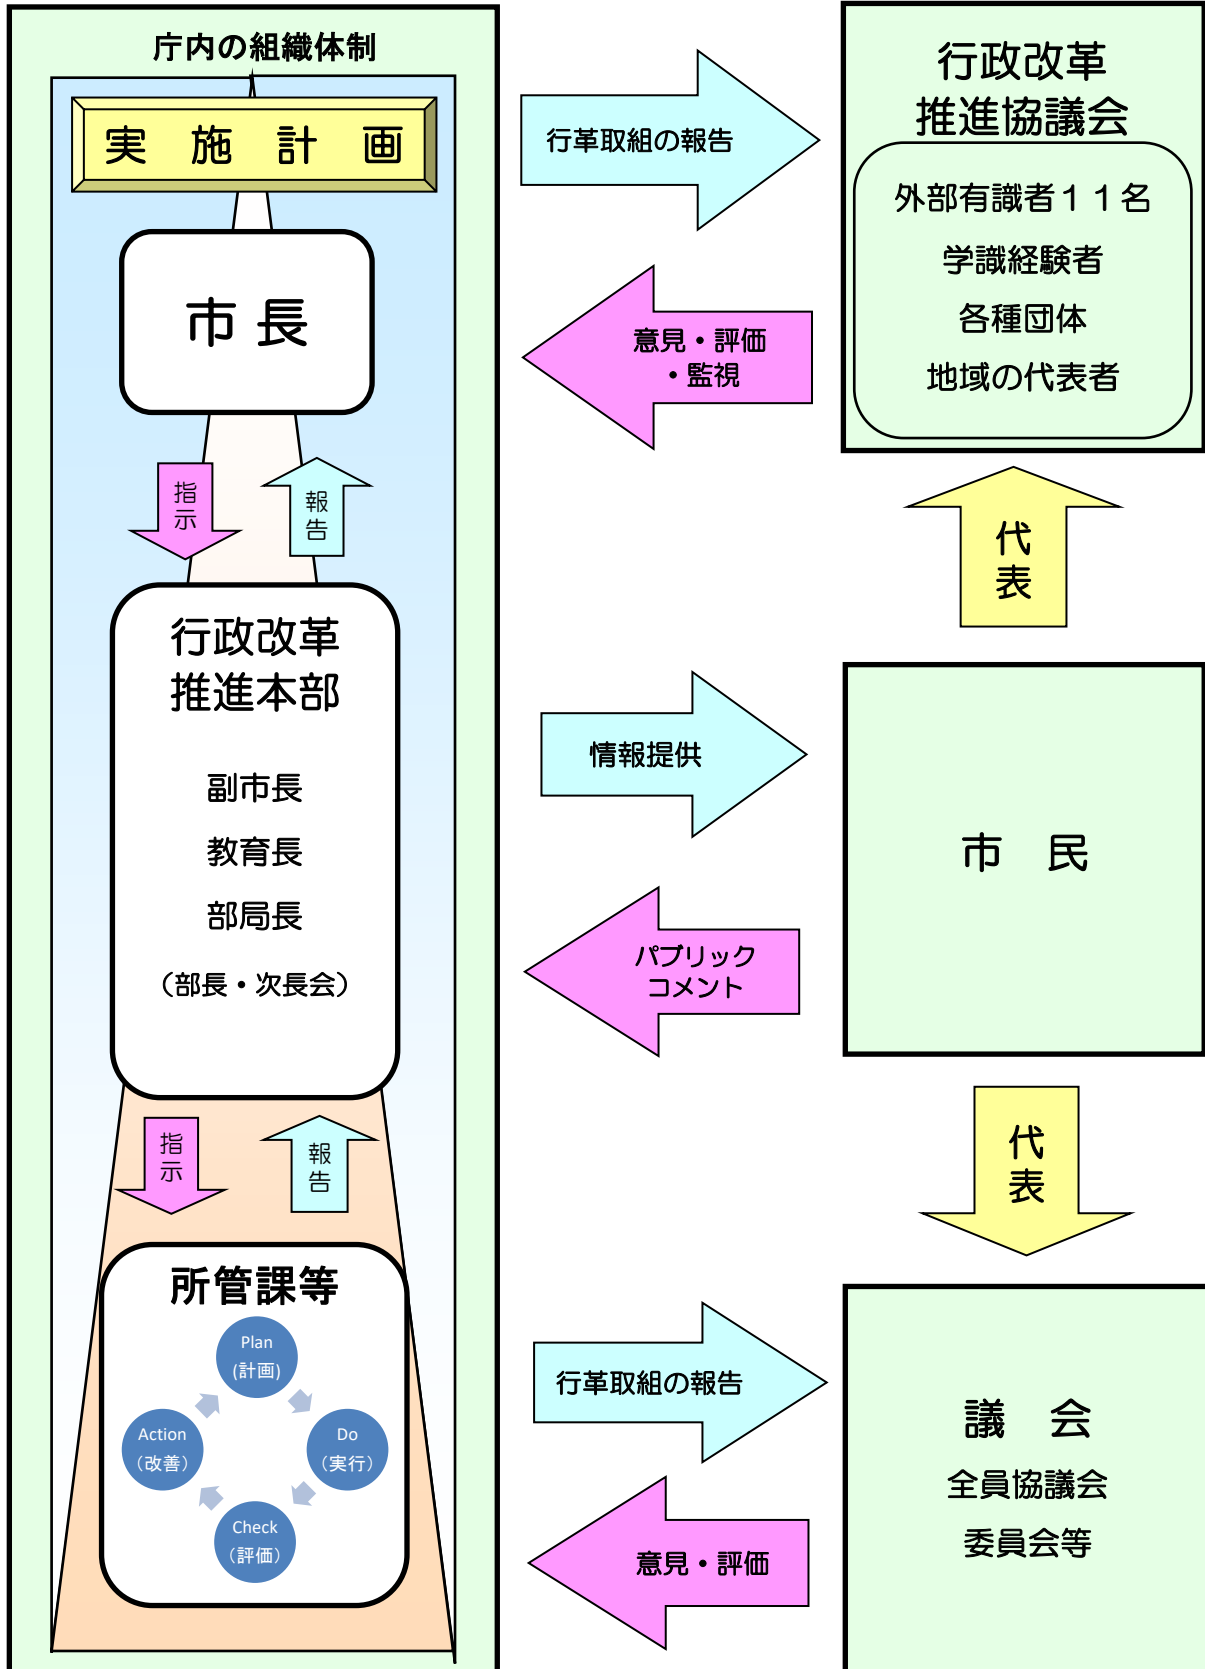 庁内の組織体制
実　施　計　画
市 長
指
示
報
告
行政改革
推進本部
副市長
教育長
部局長
（部長・次長会）
指
示
報
告
所管課等
Plan
(計画)
Do
（実行）
Check
（評価）
Action
（改善）
行革取組の報告
意見・評価
・監視
情報提供
パブリック
コメント
行革取組の報告
意見・評価
行政改革
推進協議会
外部有識者１１名
学識経験者
各種団体
地域の代表者
代
表
市　民
代
表
議　会
全員協議会
委員会等